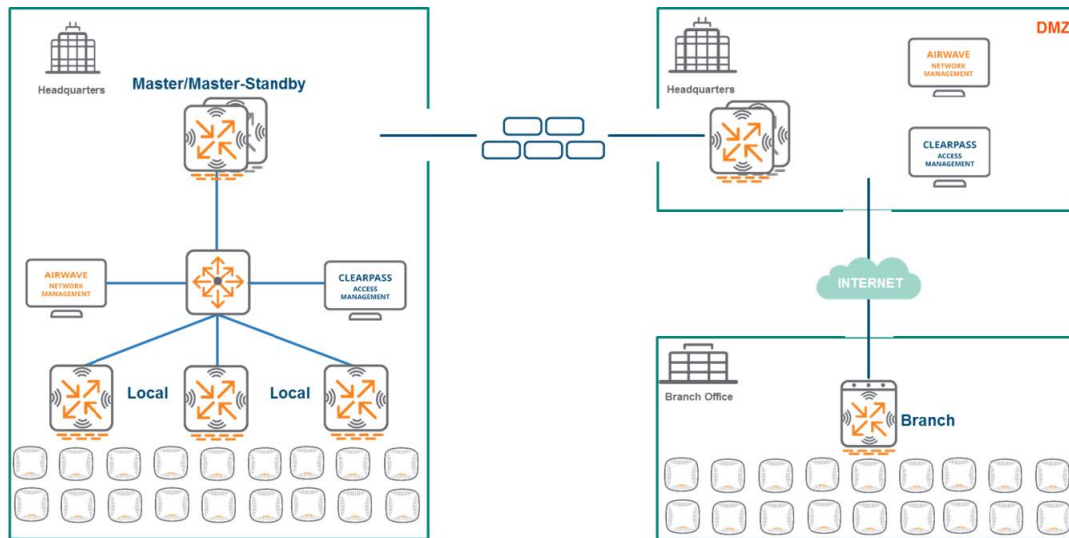 Headquarters
Master/Master-Standby
AIRWAVE
NETWORK
MANAGEMENT
CLEARPASS
ACCESS
MANAGEMENT
Local
Local
DMZ
Headquarters
AIRWAVE
NETWORK
MANAGEMENT
CLEARPASS
ACCESS
MANAGEMENT
INTERNET
Branch Office
Branch